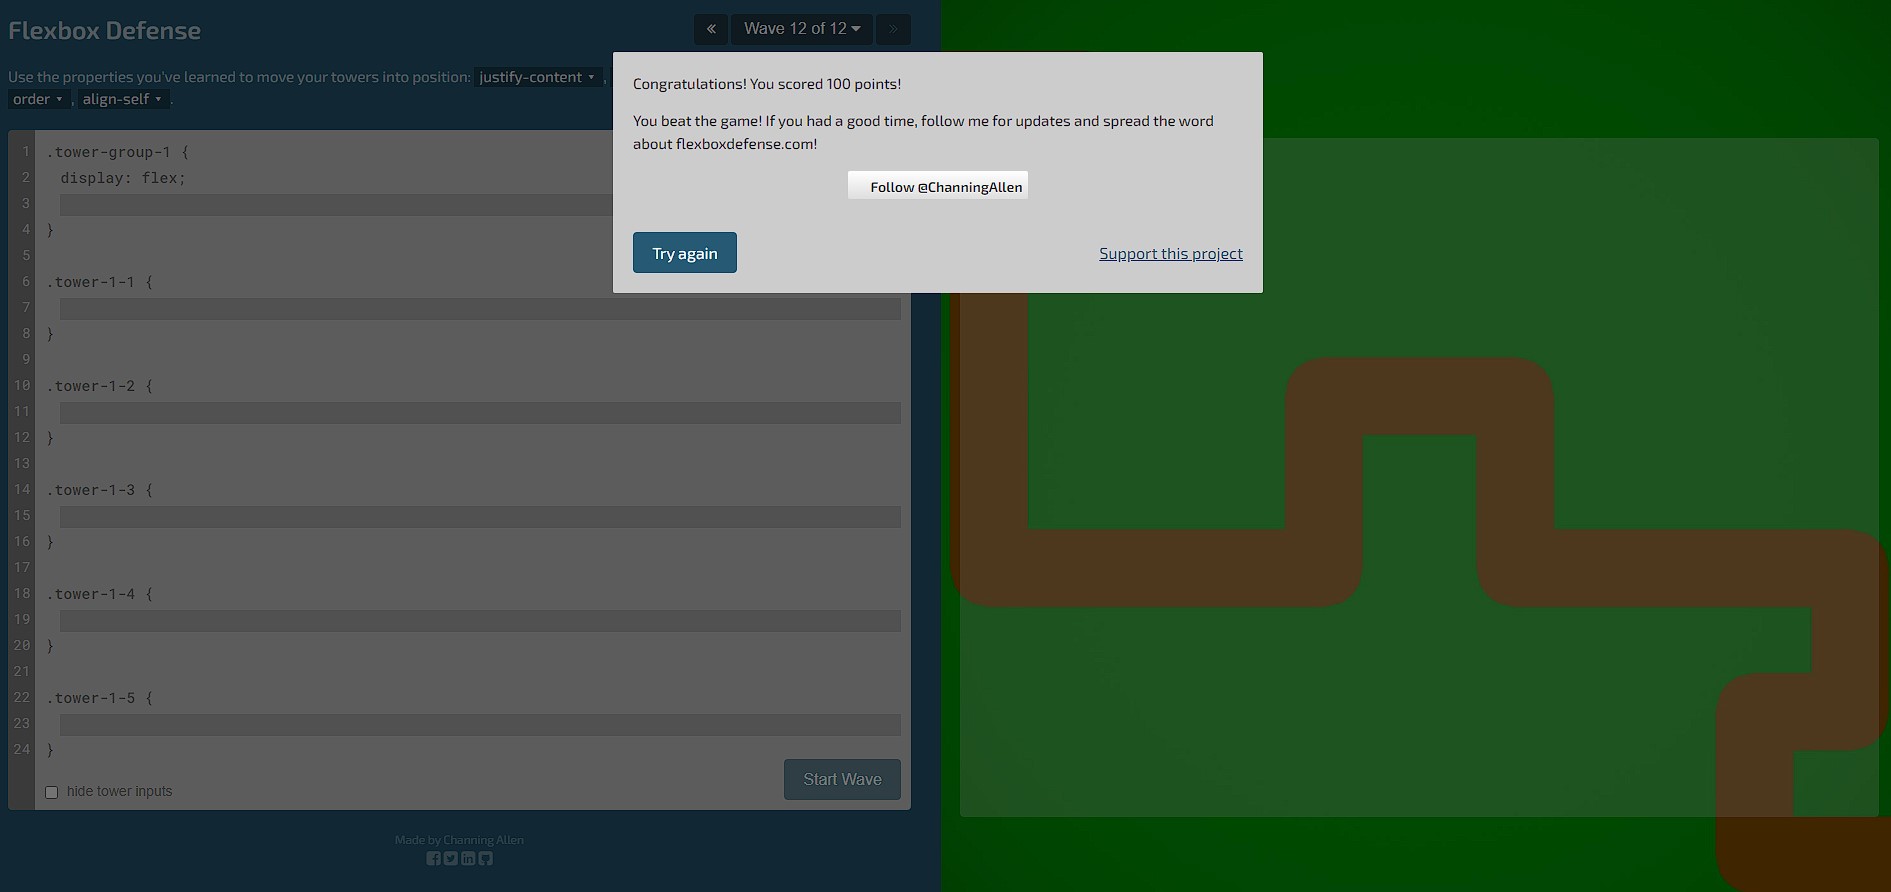 Flexbox Defense
«
Wave 12 of 12
»
Use the properties you've learned to move your towers into position: justify-content ,
order , align-self .
Congratulations! You scored 100 points!
You beat the game! If you had a good time, follow me for updates and spread the word
about flexboxdefense.com!
Follow @ChanningAllen
Try again
Support this project
1 .tower-group-1 {
2 display: flex;
3
4 }
5
6 .tower-1-1 {
7
8 }
9
10 .tower-1-2 {
11
12 }
13
14 .tower-1-3 {
15
16 }
17
18 .tower-1-4 {
19
20 }
21
22 .tower-1-5 {
23
24 }
hide tower inputs
Start Wave
Made by Channing Allen